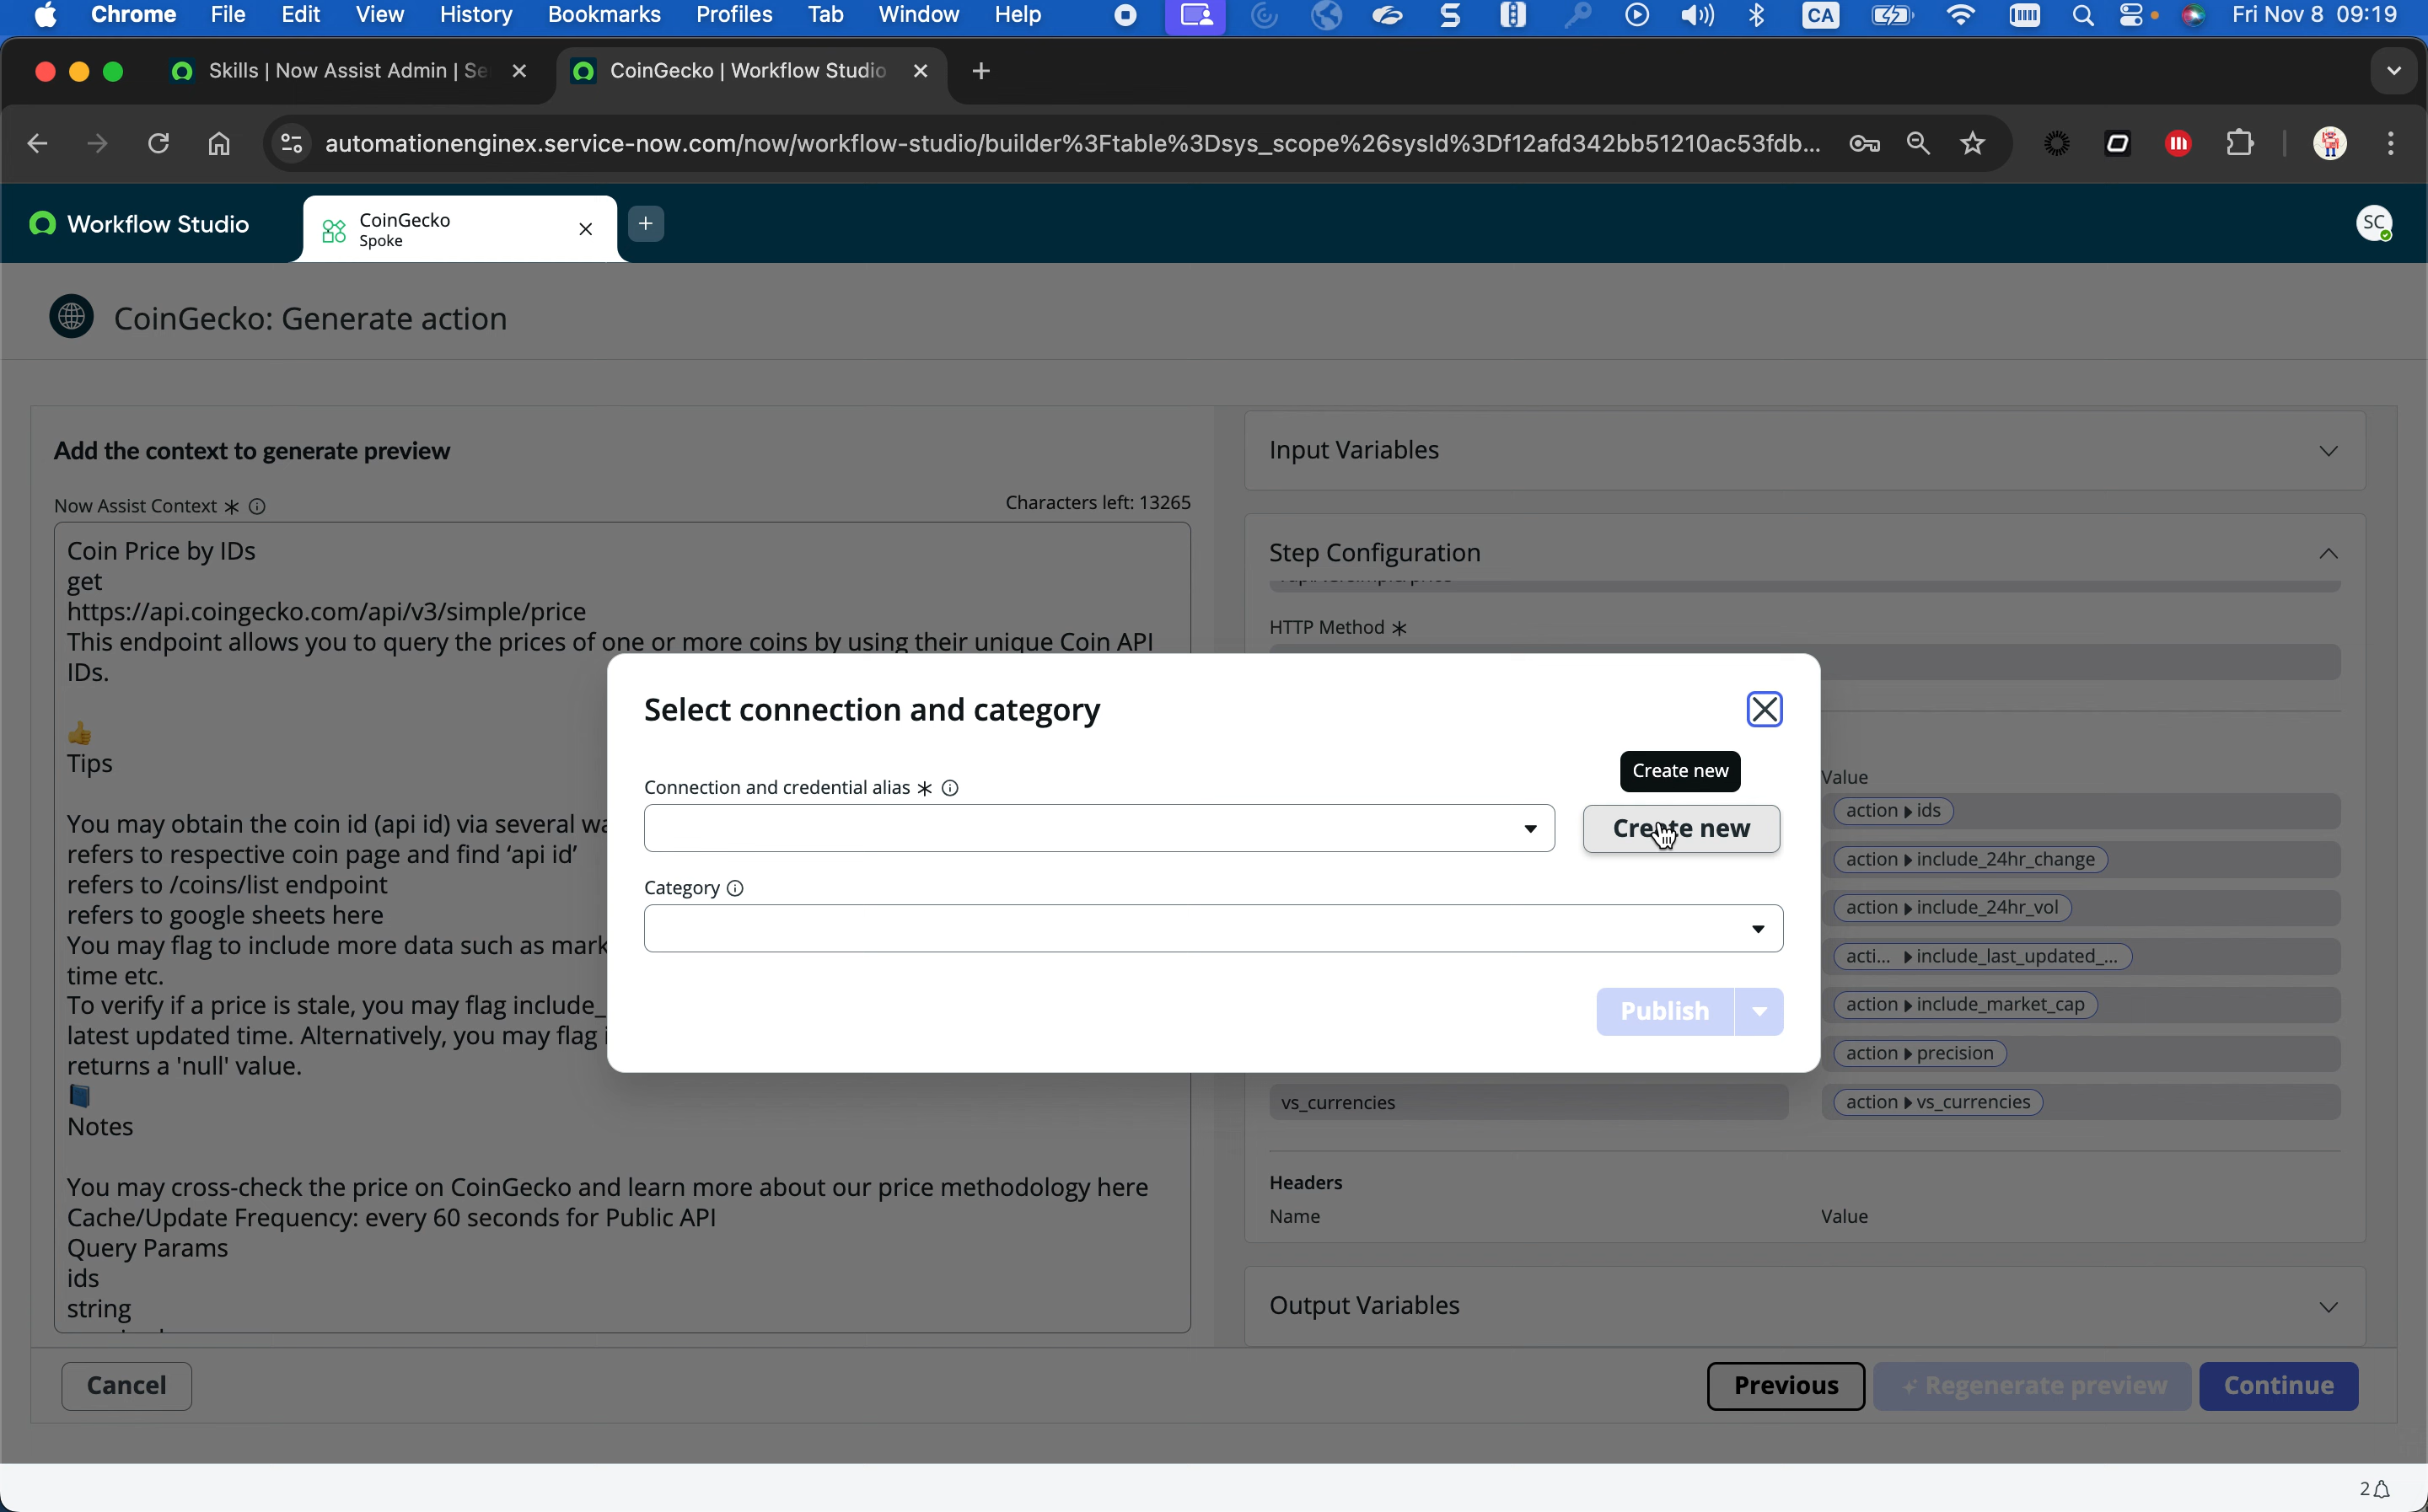 Chrome File Edit View History Bookmarks Profiles Tab Window Help CA Fri Nov 8 09:19
Skills | Now Assist Admin | Se
CoinGecko | Workflow Studio
automationenginex.service-now.com/now/workflow-studio/builder%3Ftable%3Dsys_scope%26sysId%3Df12afd342bb51210ac53fdb...
Workflow Studio
CoinGecko
Spoke
SC
CoinGecko: Generate action
Add the context to generate preview
Now Assist Context *
Characters left: 13265
Coin Price by IDs
get
https://api.coingecko.com/api/v3/simple/price
This endpoint allows you to query the prices of one or more coins by using their unique Coin API
IDs.
👍
Tips
You may obtain the coin id (api id) via several wa
refers to respective coin page and find ‘api id’
refers to /coins/list endpoint
refers to google sheets here
You may flag to include more data such as mark
time etc.
To verify if a price is stale, you may flag include_
latest updated time. Alternatively, you may flag i
returns a 'null' value.
📘
Notes
You may cross-check the price on CoinGecko and learn more about our price methodology here
Cache/Update Frequency: every 60 seconds for Public API
Query Params
ids
string
Input Variables
Step Configuration
HTTP Method *
Select connection and category
Create new
Connection and credential alias *
Create new
Category
Publish
Value
action ▸ ids
action ▸ include_24hr_change
action ▸ include_24hr_vol
acti... ▸ include_last_updated_...
action ▸ include_market_cap
action ▸ precision
vs_currencies
action ▸ vs_currencies
Headers
Name
Value
Output Variables
Cancel
Previous
Regenerate preview
Continue
2